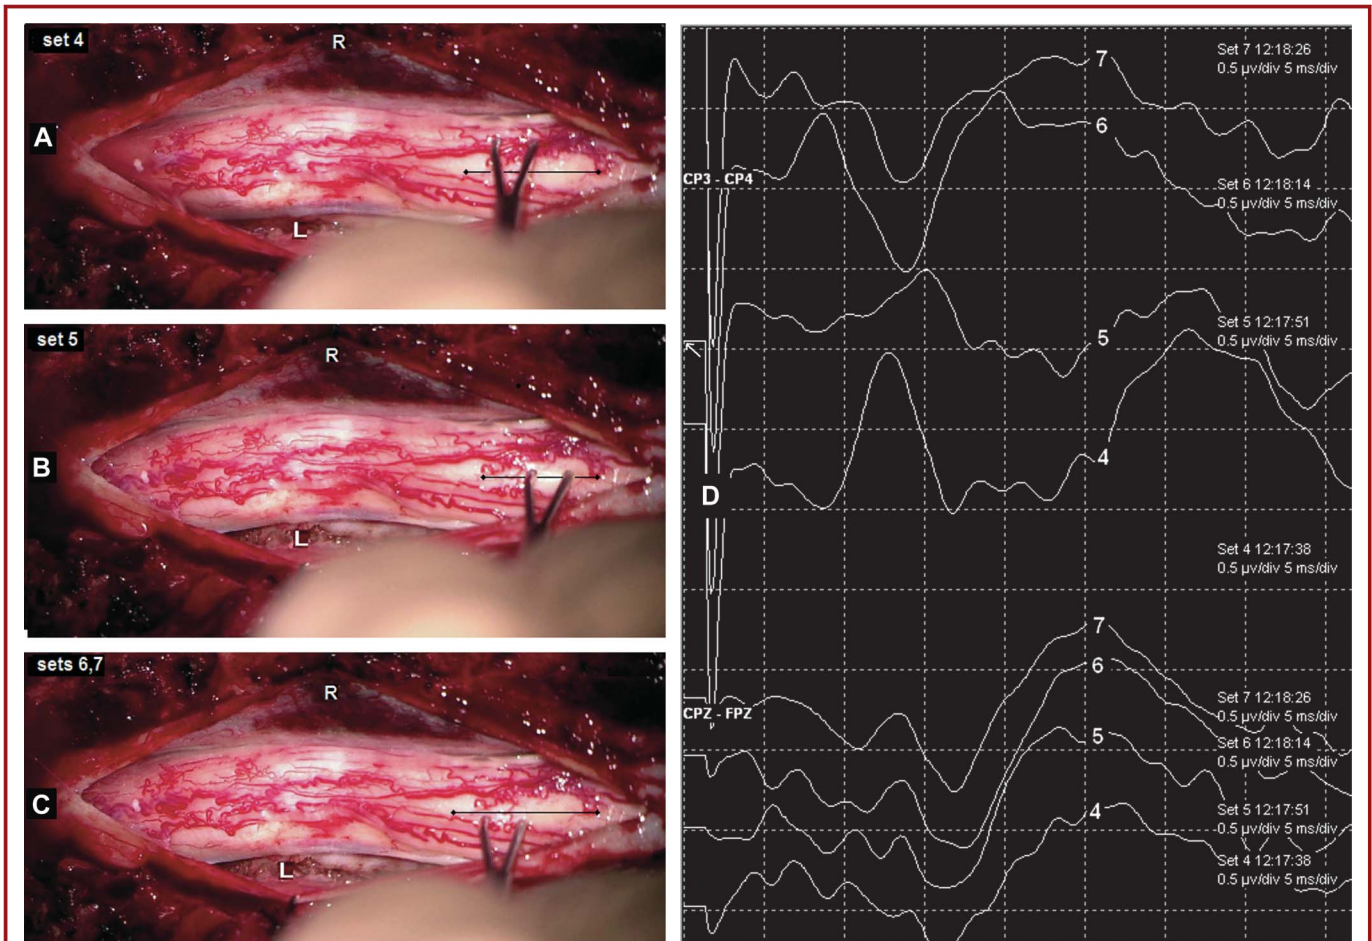 set 4
R
A
L
set 5
R
B
L
sets 6,7
R
C
L
Set 7 12:18:26
0.5 µv/div 5 ms/div
7
6
CP3 - CP4
Set 6 12:18:14
0.5 µv/div 5 ms/div
5
Set 5 12:17:51
0.5 µv/div 5 ms/div
4
D
Set 4 12:17:38
0.5 µv/div 5 ms/div
7
6
CPZ - FPZ
Set 7 12:18:26
0.5 µv/div 5 ms/div
5
Set 6 12:18:14
0.5 µv/div 5 ms/div
4
Set 5 12:17:51
0.5 µv/div 5 ms/div
Set 4 12:17:38
0.5 µv/div 5 ms/div